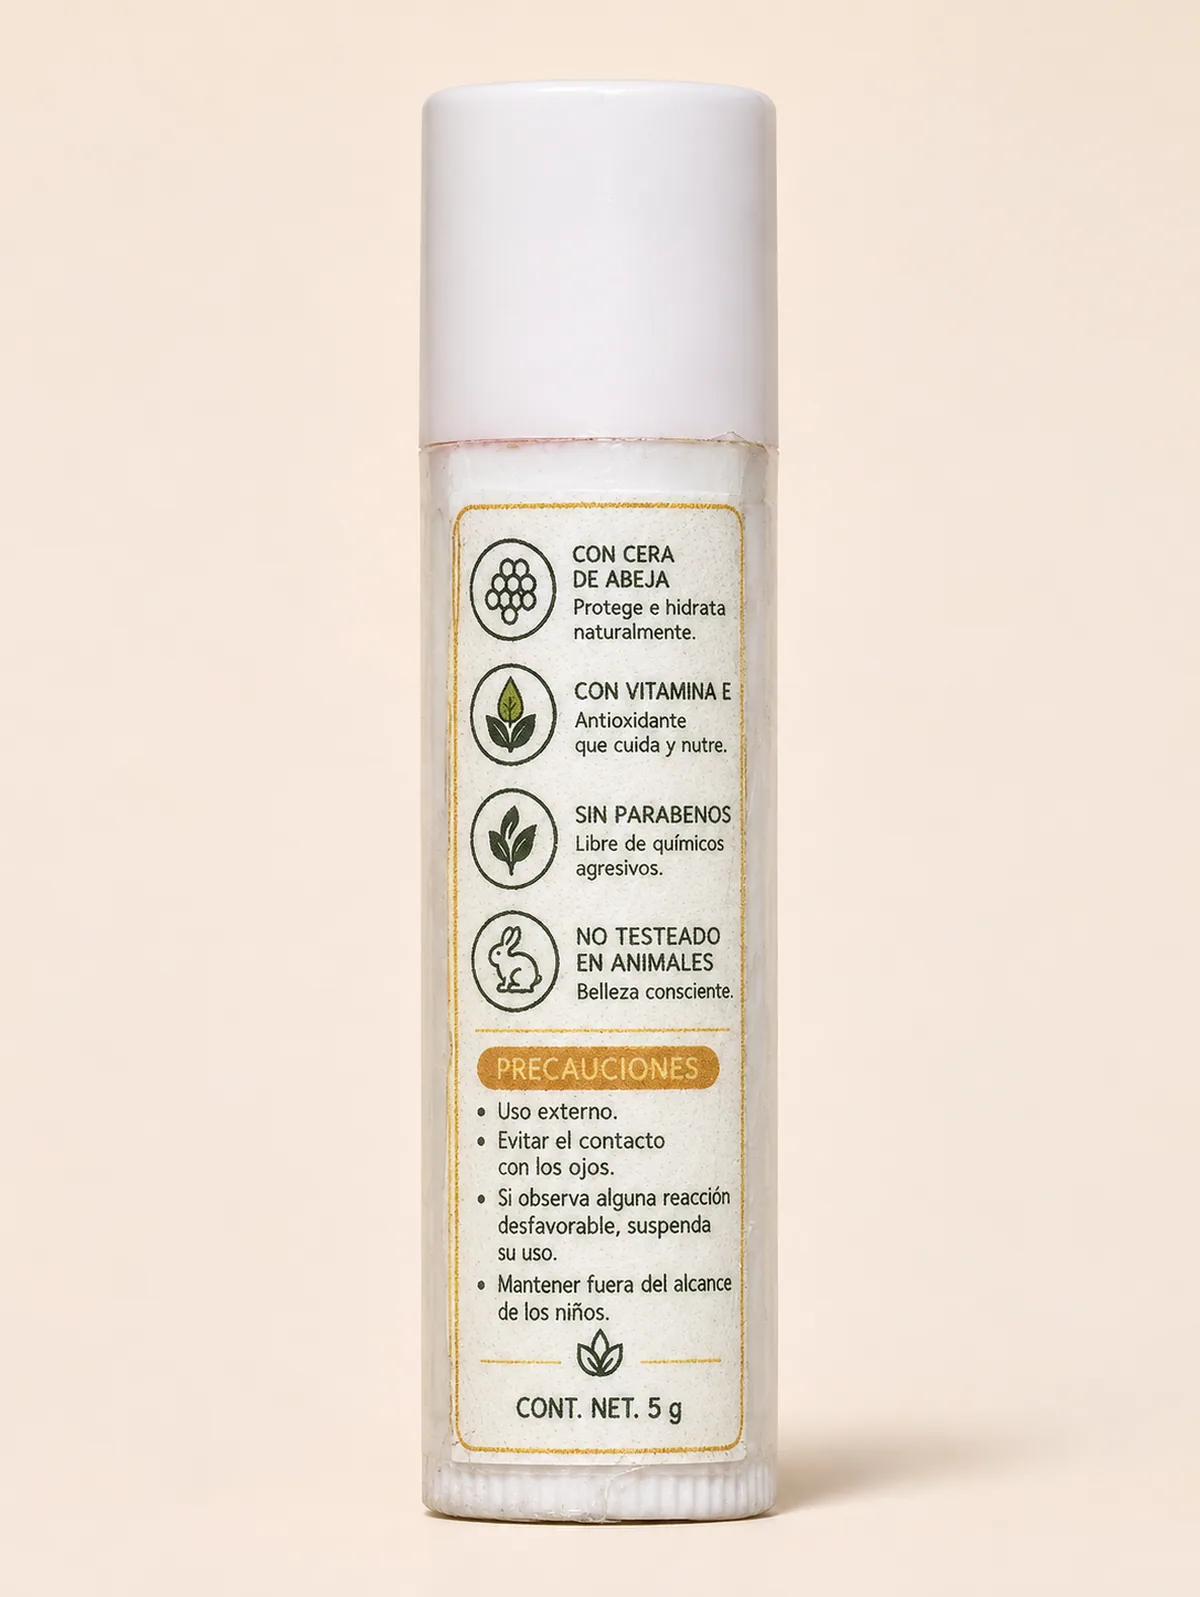 CON CERA
DE ABEJA
Protege e hidrata
naturalmente.
CON VITAMINA E
Antioxidante
que cuida y nutre.
SIN PARABENOS
Libre de químicos
agresivos.
NO TESTEADO
EN ANIMALES
Belleza consciente.
PRECAUCIONES
• Uso externo.
• Evitar el contacto
con los ojos.
• Si observa alguna reacción
desfavorable, suspenda
su uso.
• Mantener fuera del alcance
de los niños.
CONT. NET. 5 g